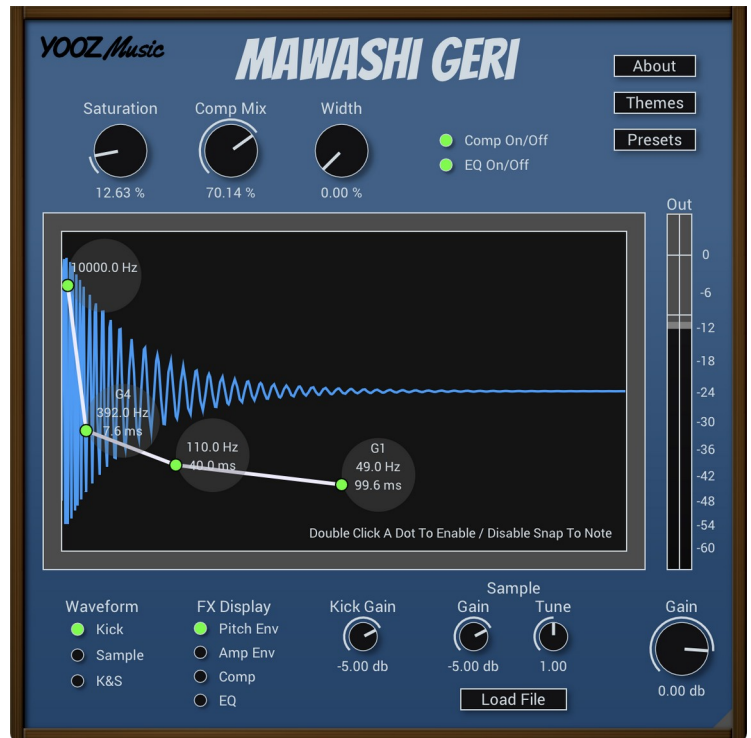 YOOZ Music
MAWASHI GERI
About
Themes
Presets
Saturation
Comp Mix
Width
12.63 %
70.14 %
0.00 %
Comp On/Off
EQ On/Off
Out
0
-6
-12
-18
-24
-30
-36
-42
-48
-54
-60
10000.0 Hz
G4
392.0 Hz
7.6 ms
110.0 Hz
40.0 ms
G1
49.0 Hz
99.6 ms
Double Click A Dot To Enable / Disable Snap To Note
Waveform
Kick
Sample
K&S
FX Display
Pitch Env
Amp Env
Comp
EQ
Kick Gain
-5.00 db
Sample
Gain
Tune
-5.00 db
1.00
Load File
Gain
0.00 db